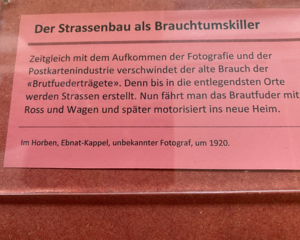 Der Strassenbau als Brauchtumskiller
Zeitgleich mit dem Aufkommen der Fotografie und der
Postkartenindustrie verschwindet der alte Brauch der
«Brutfuederträgete». Denn bis in die entlegensten Orte
werden Strassen erstellt. Nun fährt man das Brautfuder mit
Ross und Wagen und später motorisiert ins neue Heim.
Im Horben, Ebnat-Kappel, unbekannter Fotograf, um 1920.